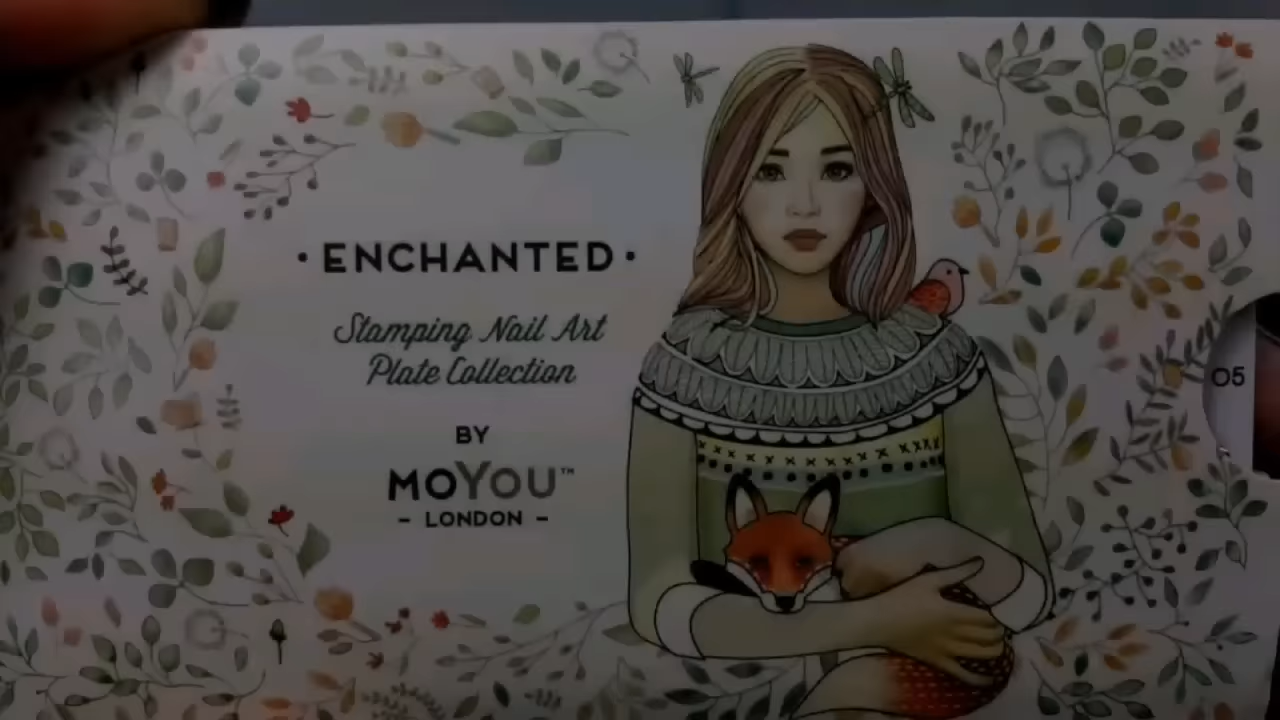 · ENCHANTED ·
Stamping Nail Art
Plate Collection
BY
MOYOU™
– LONDON –
05